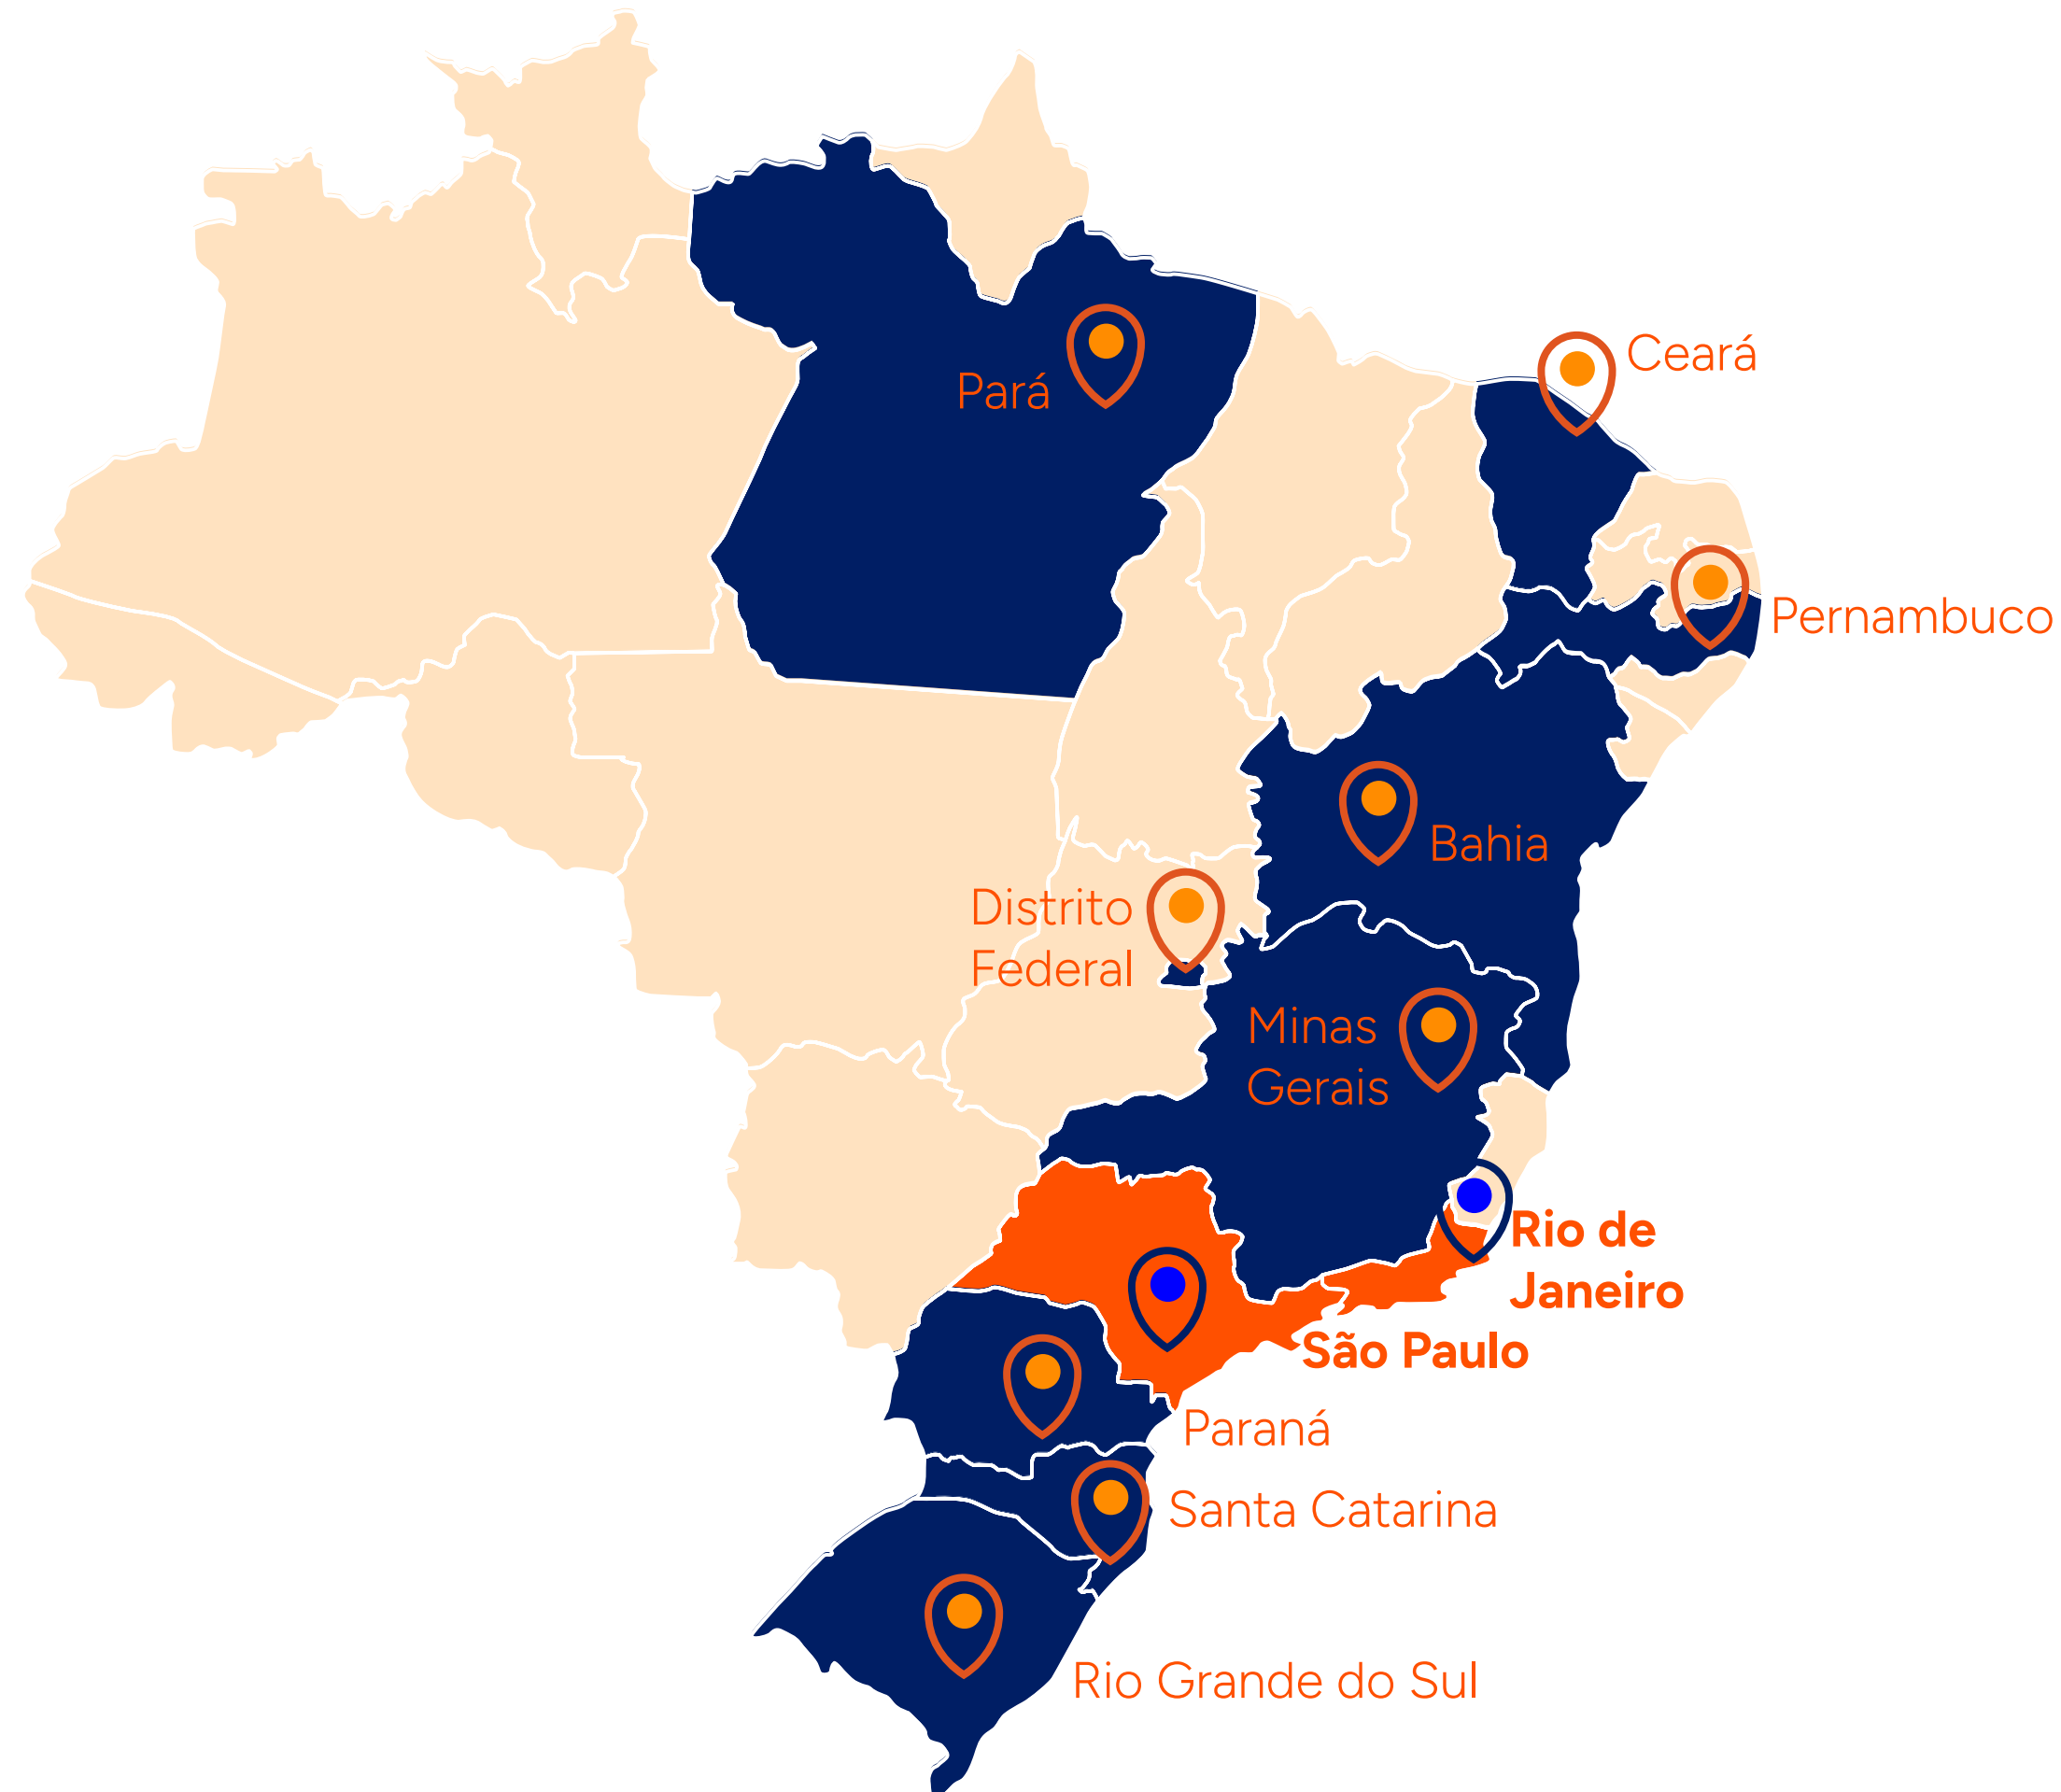 Ceará
Pará
Pernambuco
Bahia
Distrito
Federal
Minas
Gerais
Rio de
Janeiro
São Paulo
Paraná
Santa Catarina
Rio Grande do Sul